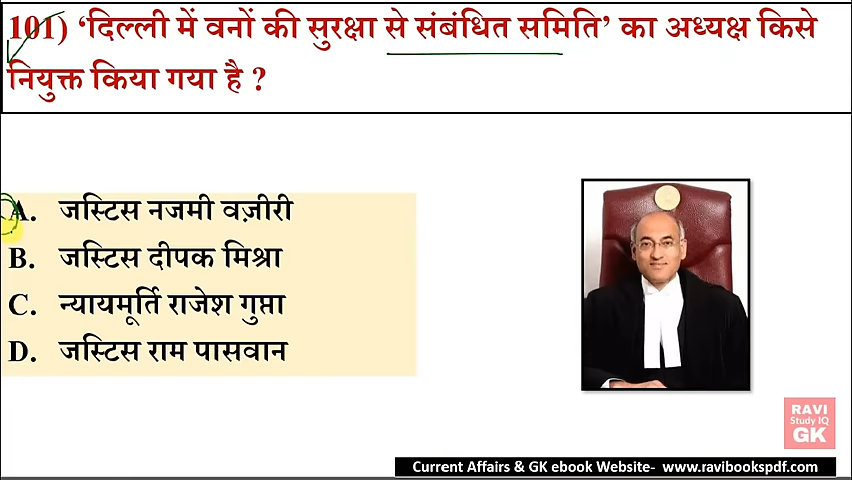 101) ‘दिल्ली में वनों की सुरक्षा से संबंधित समिति’ का अध्यक्ष किसे
नियुक्त किया गया है ?
A. जस्टिस नजमी वज़ीरी
B. जस्टिस दीपक मिश्रा
C. न्यायमूर्ति राजेश गुप्ता
D. जस्टिस राम पासवान
RAVI
Study IQ
GK
Current Affairs & GK ebook Website- www.ravibookspdf.com